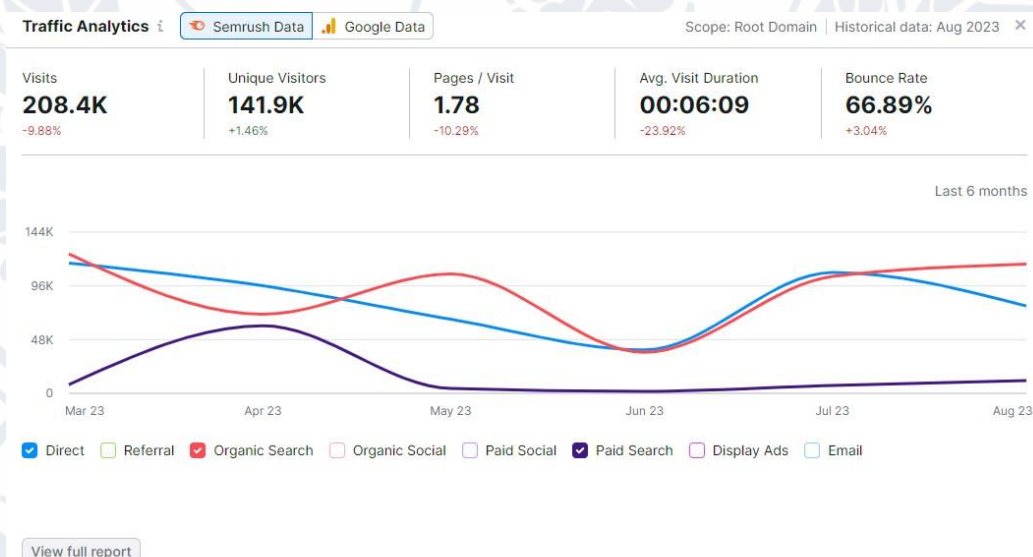 Traffic Analytics i Semrush Data Google Data Scope: Root Domain Historical data: Aug 2023 ×
Visits Unique Visitors Pages / Visit Avg. Visit Duration Bounce Rate
208.4K 141.9K 1.78 00:06:09 66.89%
-9.88% +1.46% -10.29% -23.92% +3.04%
Last 6 months
144K
96K
48K
0
Mar 23 Apr 23 May 23 Jun 23 Jul 23 Aug 23
Direct Referral Organic Search Organic Social Paid Social Paid Search Display Ads Email
View full report